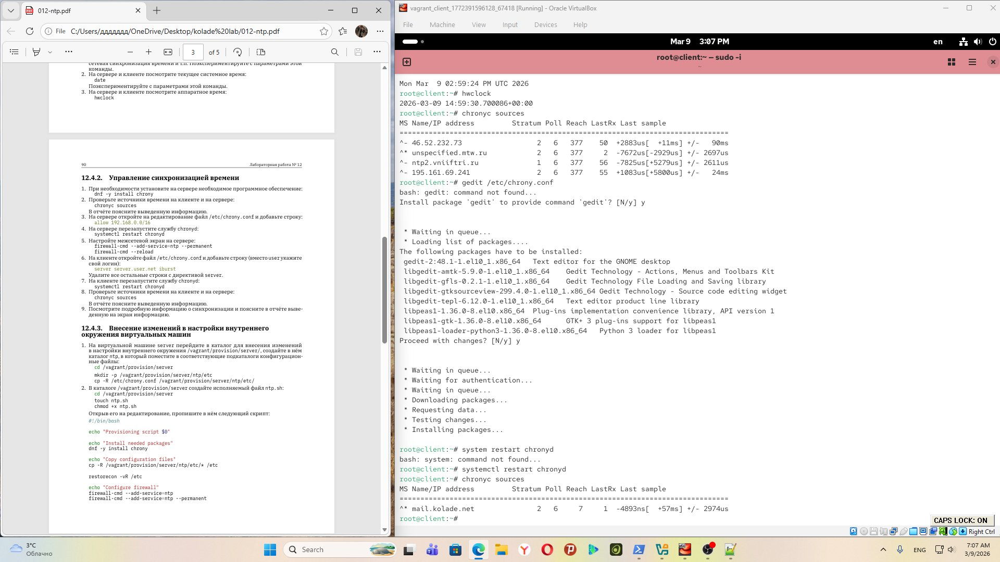 012-ntp.pdf
File C:/Users/ддддддд/OneDrive/Desktop/kolade%20lab/012-ntp.pdf
3 of 5
сетевая синхронизация времени и т.п. Поэкспериментируйте с параметрами этой
команды.
2. На сервере и клиенте посмотрите текущее системное время:
date
Поэкспериментируйте с параметрами этой команды.
3. На сервере и клиенте посмотрите аппаратное время:
hwclock
90 Лабораторная работа № 12
12.4.2. Управление синхронизацией времени
1. При необходимости установите на сервере необходимое программное обеспечение:
dnf -y install chrony
2. Проверьте источники времени на клиенте и на сервере:
chronyc sources
В отчёте поясните выведенную информацию.
3. На сервере откройте на редактирование файл /etc/chrony.conf и добавьте строку:
allow 192.168.0.0/16
4. На сервере перезапустите службу chronyd:
systemctl restart chronyd
5. Настройте межсетевой экран на сервере:
firewall-cmd --add-service=ntp --permanent
firewall-cmd --reload
6. На клиенте откройте файл /etc/chrony.conf и добавьте строку (вместо user укажите
свой логин):
server server.user.net iburst
Удалите все остальные строки с директивой server.
7. На клиенте перезапустите службу chronyd:
systemctl restart chronyd
8. Проверьте источники времени на клиенте и на сервере:
chronyc sources
В отчёте поясните выведенную информацию.
9. Посмотрите подробную информацию о синхронизации и поясните в отчёте выве-
денную на экран информацию.
12.4.3. Внесение изменений в настройки внутреннего
окружения виртуальных машин
1. На виртуальной машине server перейдите в каталог для внесения изменений
в настройки внутреннего окружения /vagrant/provision/server/, создайте в нём
каталог ntp, в который поместите в соответствующие подкаталоги конфигурацион-
ные файлы:
cd /vagrant/provision/server
mkdir -p /vagrant/provision/server/ntp/etc
cp -R /etc/chrony.conf /vagrant/provision/server/ntp/etc/
2. В каталоге /vagrant/provision/server создайте исполняемый файл ntp.sh:
cd /vagrant/provision/server
touch ntp.sh
chmod +x ntp.sh
Открыв его на редактирование, пропишите в нём следующий скрипт:
#!/bin/bash
echo "Provisioning script $0"
echo "Install needed packages"
dnf -y install chrony
echo "Copy configuration files"
cp -R /vagrant/provision/server/ntp/etc/* /etc
restorecon -vR /etc
echo "Configure firewall"
firewall-cmd --add-service=ntp
firewall-cmd --add-service=ntp --permanent
vagrant_client_1772391596128_67418 [Running] - Oracle VirtualBox
File Machine View Input Devices Help
Mar 9 3:07 PM en
root@client:~ — sudo -i
~
Mon Mar  9 02:59:24 PM UTC 2026
root@client:~# hwclock
2026-03-09 14:59:30.700086+00:00
root@client:~# chronyc sources
MS Name/IP address         Stratum Poll Reach LastRx Last sample
===============================================================================
^- 46.52.232.73                  2   6   377    50  +2883us[  +11ms] +/-   90ms
^* unspecified.mtw.ru            2   6   377     2  -7672us[-2929us] +/- 2697us
^- ntp2.vniiftri.ru              1   6   377    56  -7825us[+5279us] +/- 2611us
^- 195.161.69.241                2   6   377    55  +1083us[+5800us] +/-   24ms
root@client:~# gedit /etc/chrony.conf
bash: gedit: command not found...
Install package 'gedit' to provide command 'gedit'? [N/y] y
* Waiting in queue...
* Loading list of packages....
The following packages have to be installed:
gedit-2:48.1-1.el10_1.x86_64   Text editor for the GNOME desktop
libgedit-amtk-5.9.0-1.el10_1.x86_64    Gedit Technology - Actions, Menus and Toolbars Kit
libgedit-gfls-0.2.1-1.el10_1.x86_64    Gedit Technology File Loading and Saving library
libgedit-gtksourceview-299.4.0-1.el10_1.x86_64 Gedit Technology - Source code editing widget
libgedit-tepl-6.12.0-1.el10_1.x86_64   Text editor product line library
libpeas1-1.36.0-8.el10.x86_64  Plug-ins implementation convenience library, API version 1
libpeas1-gtk-1.36.0-8.el10.x86_64      GTK+ 3 plug-ins support for libpeas1
libpeas1-loader-python3-1.36.0-8.el10.x86_64   Python 3 loader for libpeas1
Proceed with changes? [N/y] y
* Waiting in queue...
* Waiting for authentication...
* Waiting in queue...
* Downloading packages...
* Requesting data...
* Testing changes...
* Installing packages...
root@client:~# system restart chronyd
bash: system: command not found...
root@client:~# systemctl restart chronyd
root@client:~# chronyc sources
MS Name/IP address         Stratum Poll Reach LastRx Last sample
===============================================================================
^* mail.kolade.net               2   6     7     1  -4893ns[  +57ms] +/- 2974us
root@client:~#
CAPS LOCK: ON
Right Ctrl
3°C
Облачно
Search
ENG
7:07 AM
3/9/2026